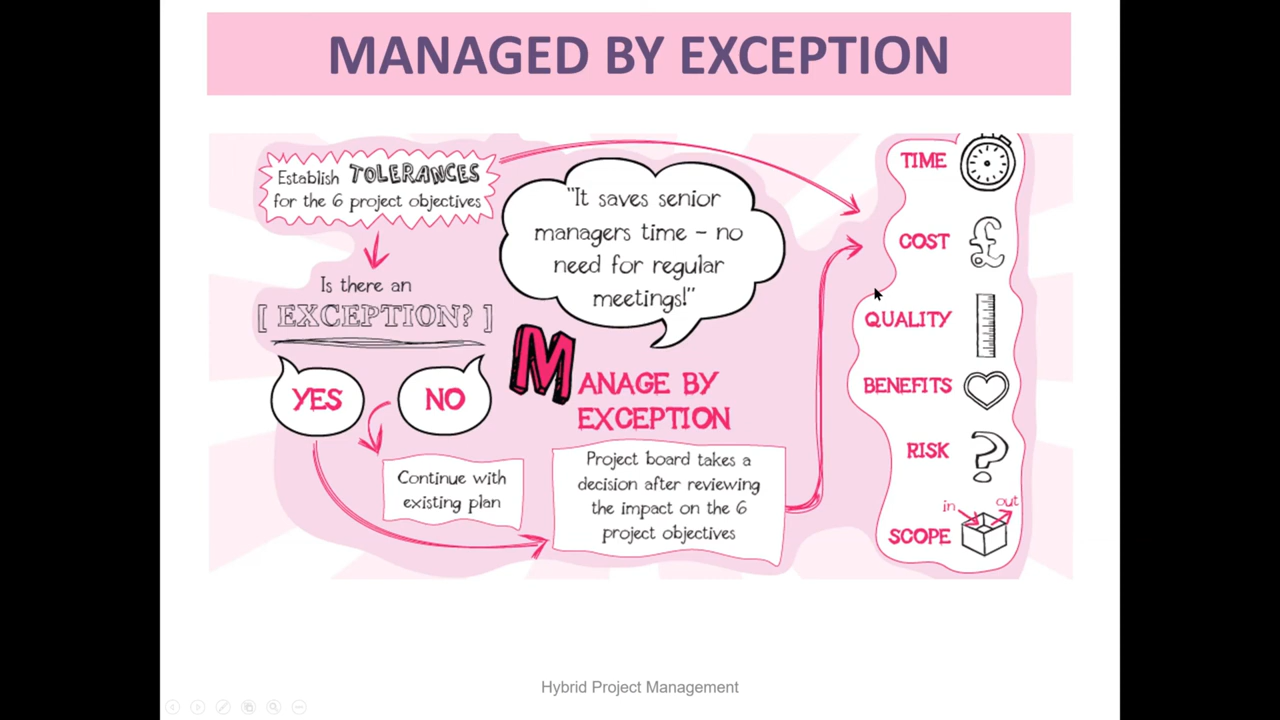 MANAGED BY EXCEPTION
Establish TOLERANCES
for the 6 project objectives
Is there an
[ EXCEPTION? ]
YES
NO
Continue with
existing plan
"It saves senior
managers time – no
need for regular
meetings!"
MANAGE BY
EXCEPTION
Project board takes a
decision after reviewing
the impact on the 6
project objectives
TIME
COST
£
QUALITY
BENEFITS
RISK
?
in
out
SCOPE
Hybrid Project Management